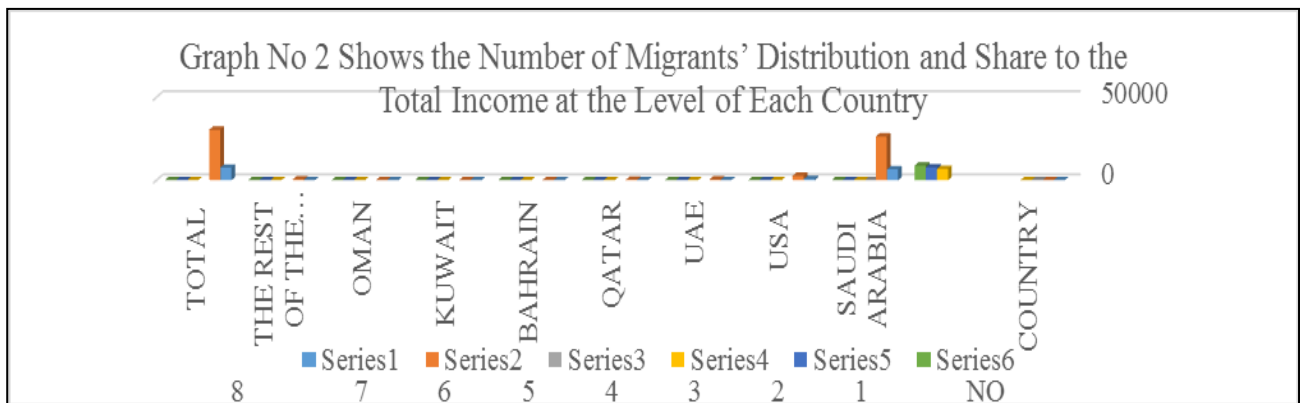 Graph No 2 Shows the Number of Migrants' Distribution and Share to the
Total Income at the Level of Each Country
50000
0
TOTAL
THE REST
OF THE...
OMAN
KUWAIT
BAHRAIN
QATAR
UAE
USA
SAUDI
ARABIA
COUNTRY
Series1 Series2 Series3 Series4 Series5 Series6
8 7 6 5 4 3 2 1 NO